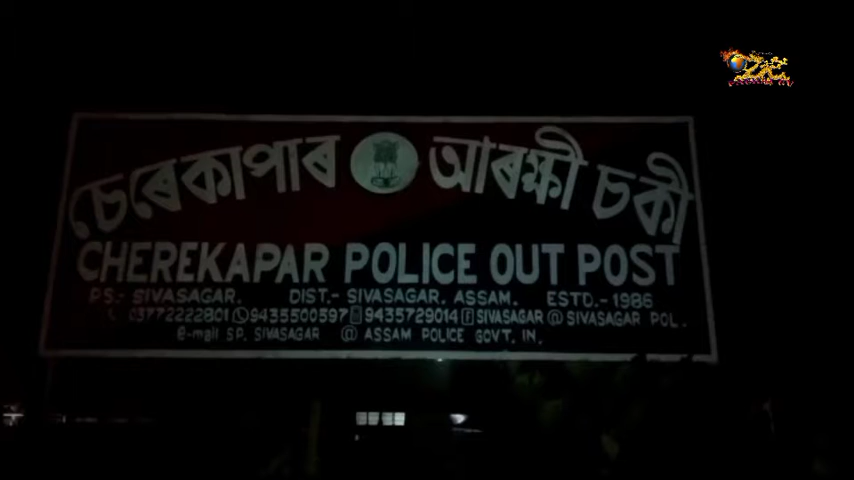 চেৰেকাপাৰ আৰক্ষী চকী
CHEREKAPAR POLICE OUT POST
P.S.- SIVASAGAR. DIST.- SIVASAGAR. ASSAM. ESTD.- 1986
03772222801 9435500597 9435729014 SIVASAGAR @ SIVASAGAR POL.
e-mail SP. SIVASAGAR @ ASSAM POLICE GOVT. IN.